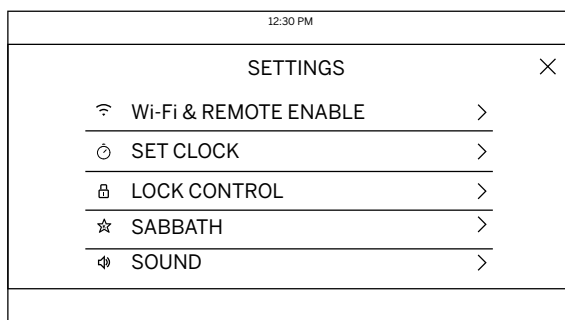 12:30 PM
SETTINGS
Wi-Fi & REMOTE ENABLE
SET CLOCK
LOCK CONTROL
SABBATH
SOUND